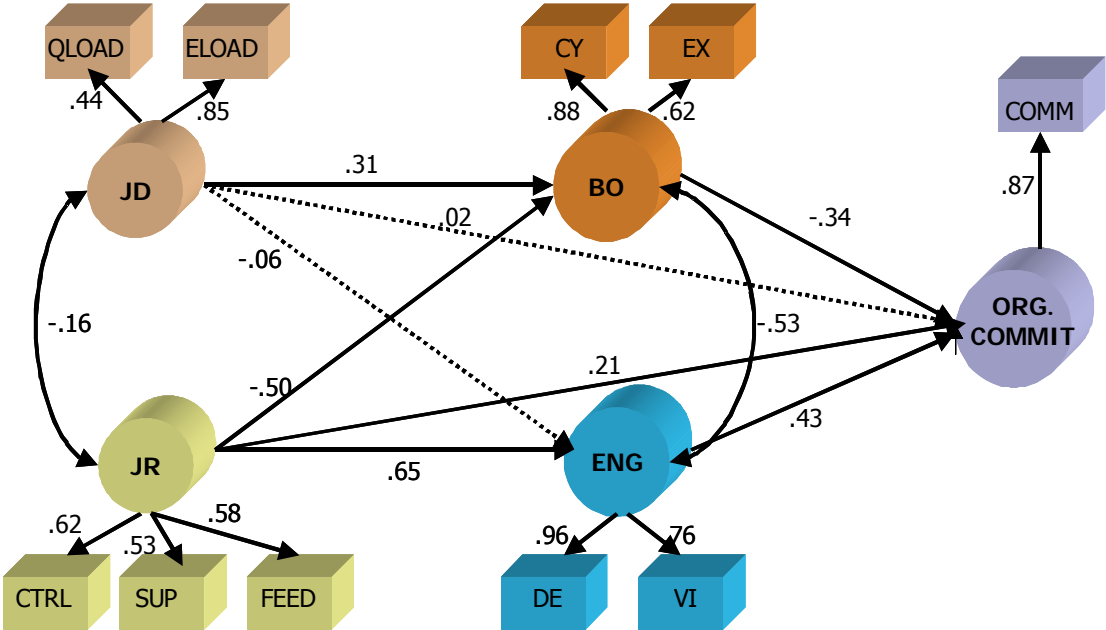 QLOAD
ELOAD
CY
EX
COMM
.44
.85
.88
.62
.87
JD
.31
BO
.02
-.34
-.06
-.16
-.53
ORG.
COMMIT
-.50
.21
.43
JR
.65
ENG
.62
.53
.58
.96
.76
CTRL
SUP
FEED
DE
VI